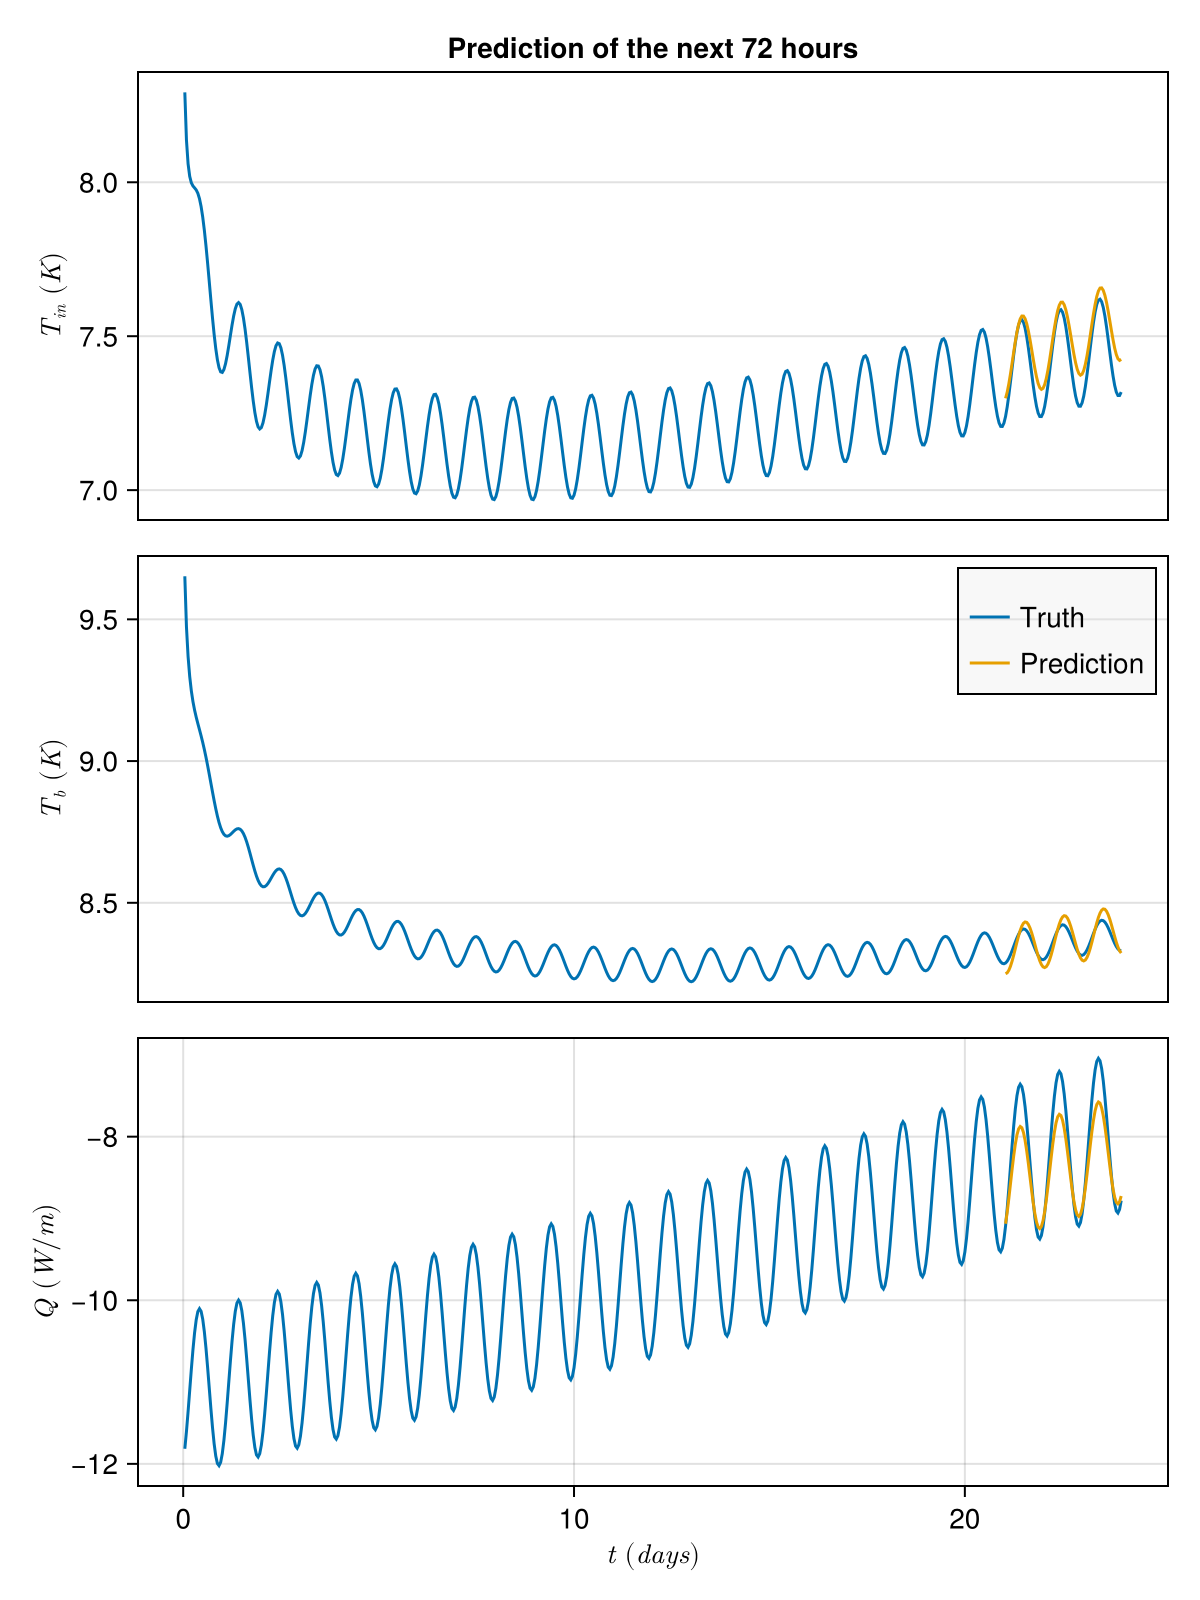 Prediction of the next 72 hours
8.0
7.5
7.0
T_in (K)
9.5
9.0
8.5
T_b (K)
Truth
Prediction
−8
−10
−12
Q (W/m)
0 10 20
t (days)